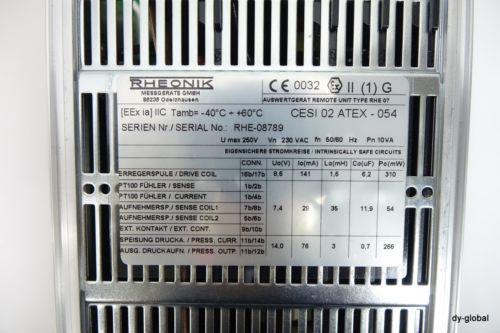 RHEONIK
MESSGERÄTE GMBH
85235 Odelzhausen
CE 0032 Ex II (1) G
AUSWERTGERÄT REMOTE UNIT TYPE RHE 07
[EEx ia] IIC Tamb= -40°C ÷ +60°C CESI 02 ATEX - 054
SERIEN Nr./ SERIAL No.: RHE-08789
U max 250V Vn 230 VAC fn 50/60 Hz Pn 10VA
EIGENSICHERE STROMKREISE / INTRINSICALLY SAFE CIRCUITS
CONN. Uo(V) Io(mA) Lo(mH) Co(uF) Po(mW)
ERREGERSPULE / DRIVE COIL 16b/17b 8,6 141 1,6 6,2 310
PT100 FÜHLER / SENSE 1b/2b
PT100 FÜHLER / CURRENT 1b/4b
AUFNEHMERSP./ SENSE COIL1 7b/8b 7,4 29 35 11,9 54
AUFNEHMERSP./ SENSE COIL2 5b/6b
EXT. KONTAKT / EXT. CONT. 9b/10b
SPEISUNG DRUCKA. / PRESS. CURR. 11b/14b 14,0 76 3 0,7 266
AUSG. DRUCKAUFN. / PRESS. OUTP. 11b/12b
dy-global